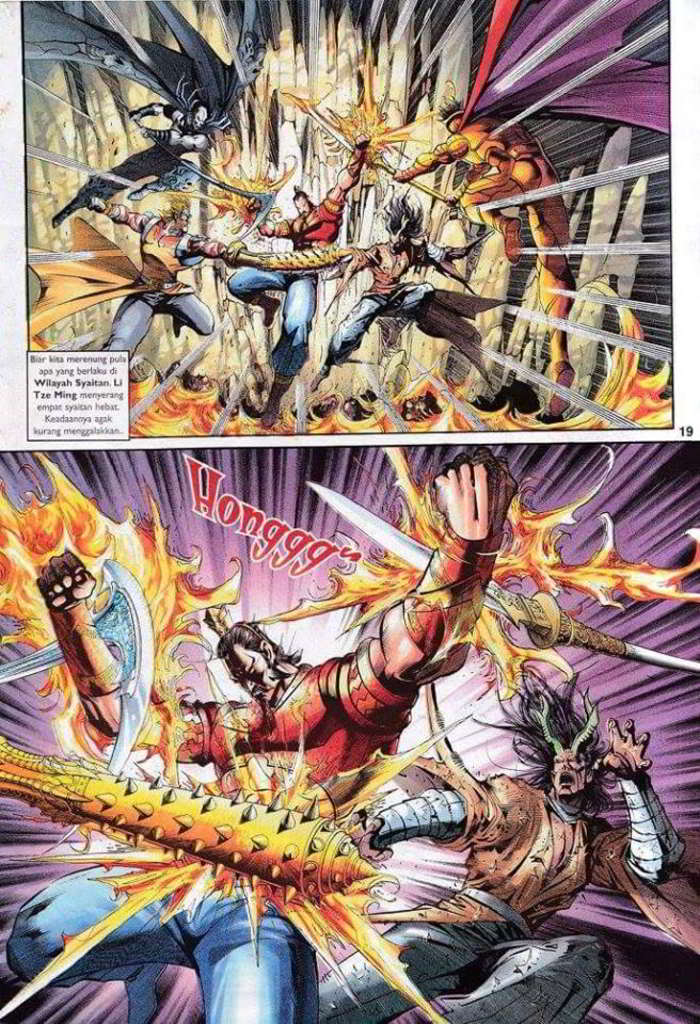 Biar kita merenung pula
apa yang berlaku di
Wilayah Syaitan. Li
Tze Ming menyerang
empat syaitan hebat.
Keadaannya agak
kurang menggalakkan..
19
Honggg~